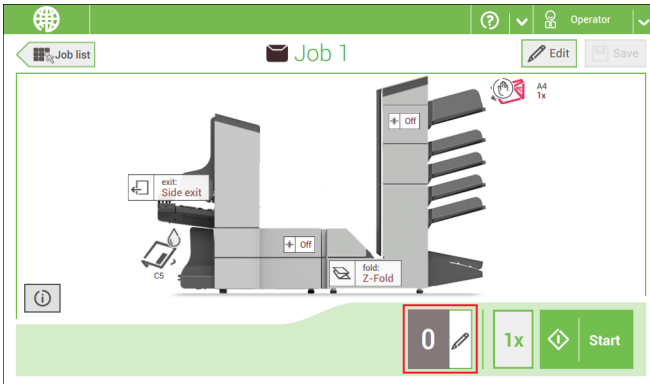 Operator
Job list
Job 1
Edit
Save
A4
1x
Off
exit:
Side exit
Off
C5
fold:
Z-Fold
0
1x
Start